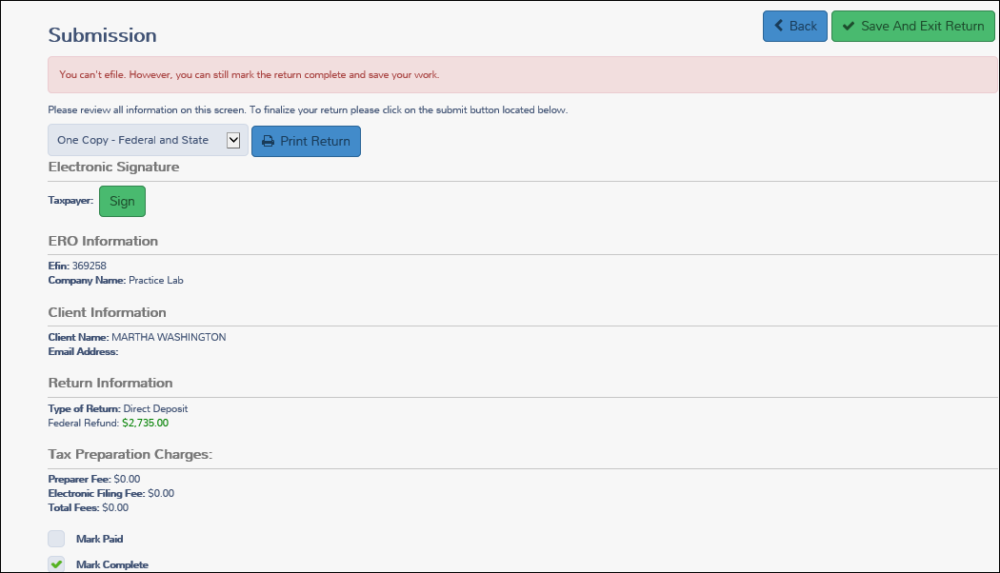 Submission
Back
Save And Exit Return
You can't efile. However, you can still mark the return complete and save your work.
Please review all information on this screen. To finalize your return please click on the submit button located below.
One Copy - Federal and State
Print Return
Electronic Signature
Taxpayer: Sign
ERO Information
Efin: 369258
Company Name: Practice Lab
Client Information
Client Name: MARTHA WASHINGTON
Email Address:
Return Information
Type of Return: Direct Deposit
Federal Refund: $2,735.00
Tax Preparation Charges:
Preparer Fee: $0.00
Electronic Filing Fee: $0.00
Total Fees: $0.00
Mark Paid
Mark Complete